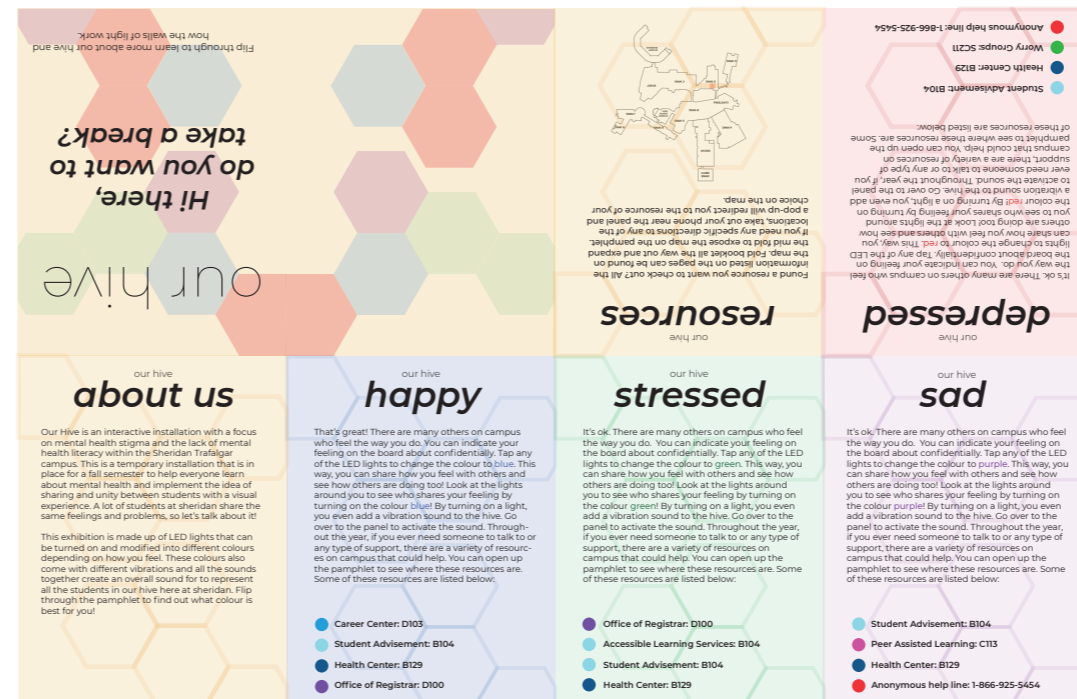 Hi there,
do you want to
take a break?
Flip through to learn more about our hive and
how the walls of light work
our hive
our hive
resources
Found a resource you want to check out? All the
information listed on the pages can be found on
the map. Fold booklet all the way out and expand
the mid fold to expose the map on the pamphlet.
If you need any specific directions to any of the
locations, take out your phone near the panel and
a pop-up will redirect you to the resource of your
choice on the map.
our hive
depressed
It's ok. There are many others on campus who feel
the way you do. You can indicate your feeling on
the board about confidentially. Tap any of the LED
lights to change the colour to red. This way, you
can share how you feel with others and see how
others are doing too! Look at the lights around
you to see who shares your feeling by turning on
the colour red! By turning on a light, you even add
a vibration sound to the hive. Go over to the panel
to activate the sound. Throughout the year, if you
ever need someone to talk to or any type of
support, there are a variety of resources on
campus that could help. You can open up the
pamphlet to see where these resources are. Some
of these resources are listed below:
Student Advisement: B104
Health Center: B129
Worry Groups: SC211
Anonymous help line: 1-866-925-5454
our hive
about us
Our Hive is an interactive installation with a focus
on mental health stigma and the lack of mental
health literacy within the Sheridan Trafalgar
campus. This is a temporary installation that is in
place for a fall semester to help everyone learn
about mental health and implement the idea of
sharing and unity between students with a visual
experience. A lot of students at sheridan share the
same feelings and problems, so let's talk about it!
This exhibition is made up of LED lights that can
be turned on and modified into different colours
depending on how you feel. These colours also
come with different vibrations and all the sounds
together create an overall sound for to represent
all the students in our hive here at sheridan. Flip
through the pamphlet to find out what colour is
best for you!
our hive
happy
That's great! There are many others on campus
who feel the way you do. You can indicate your
feeling on the board about confidentially. Tap any
of the LED lights to change the colour to blue. This
way, you can share how you feel with others and
see how others are doing too! Look at the lights
around you to see who shares your feeling by
turning on the colour blue! By turning on a light,
you even add a vibration sound to the hive. Go
over to the panel to activate the sound. Through-
out the year, if you ever need someone to talk to or
any type of support, there are a variety of resourc-
es on campus that could help. You can open up
the pamphlet to see where these resources are.
Some of these resources are listed below:
Career Center: D103
Student Advisement: B104
Health Center: B129
Office of Registrar: D100
our hive
stressed
It's ok. There are many others on campus who feel
the way you do. You can indicate your feeling on
the board about confidentially. Tap any of the LED
lights to change the colour to green. This way, you
can share how you feel with others and see how
others are doing too! Look at the lights around
you to see who shares your feeling by turning on
the colour green! By turning on a light, you even
add a vibration sound to the hive. Go over to the
panel to activate the sound. Throughout the year,
if you ever need someone to talk to or any type of
support, there are a variety of resources on
campus that could help. You can open up the
pamphlet to see where these resources are. Some
of these resources are listed below:
Office of Registrar: D100
Accessible Learning Services: B104
Student Advisement: B104
Health Center: B129
our hive
sad
It's ok. There are many others on campus who feel
the way you do. You can indicate your feeling on
the board about confidentially. Tap any of the LED
lights to change the colour to purple. This way, you
can share how you feel with others and see how
others are doing too! Look at the lights around
you to see who shares your feeling by turning on
the colour purple! By turning on a light, you even
add a vibration sound to the hive. Go over to the
panel to activate the sound. Throughout the year,
if you ever need someone to talk to or any type of
support, there are a variety of resources on
campus that could help. You can open up the
pamphlet to see where these resources are. Some
of these resources are listed below:
Student Advisement: B104
Peer Assisted Learning: C113
Health Center: B129
Anonymous help line: 1-866-925-5454